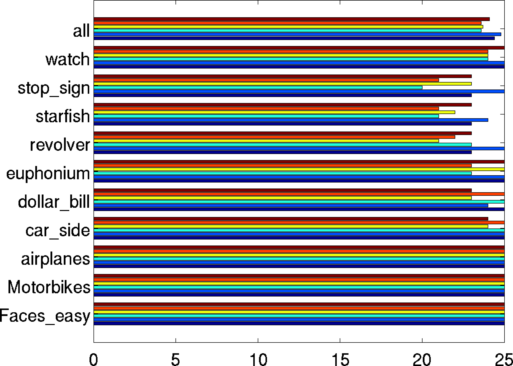 all
watch
stop_sign
starfish
revolver
euphonium
dollar_bill
car_side
airplanes
Motorbikes
Faces_easy
0 5 10 15 20 25